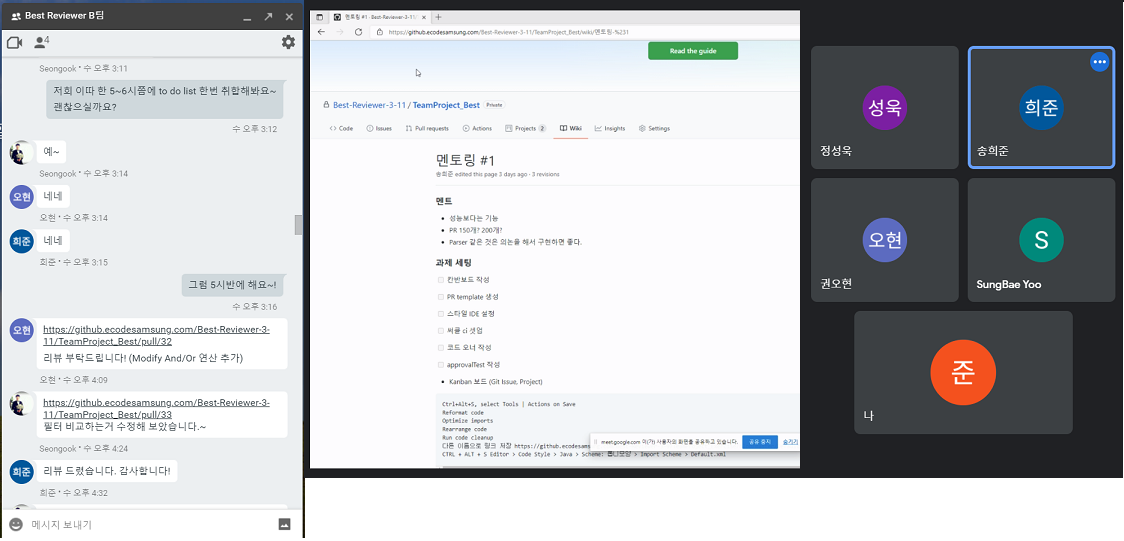 Best Reviewer B팀
4
Seongook • 수 오후 3:11
저희 이따 한 5~6시쯤에 to do list 한번 취합해봐요~
괜찮으실까요?
수 오후 3:12
예~
Seongook • 수 오후 3:14
오현
네네
오현 • 수 오후 3:14
희준
네네
희준 • 수 오후 3:15
그럼 5시반에 해요~!
수 오후 3:16
오현
https://github.ecodesamsung.com/Best-Reviewer-3-
11/TeamProject_Best/pull/32
리뷰 부탁드립니다! (Modify And/Or 연산 추가)
오현 • 수 오후 4:09
https://github.ecodesamsung.com/Best-Reviewer-3-
11/TeamProject_Best/pull/33
필터 비교하는거 수정해 보았습니다.~
Seongook • 수 오후 4:24
희준
리뷰 드렸습니다. 감사합니다!
희준 • 수 오후 4:32
메시지 보내기
멘토링 #1 · Best-Reviewer-3-11/
https://github.ecodesamsung.com/Best-Reviewer-3-11/TeamProject_Best/wiki/멘토링-%231
Read the guide
Best-Reviewer-3-11 / TeamProject_Best Private
Code Issues Pull requests Actions Projects 2 Wiki Insights Settings
멘토링 #1
송희준 edited this page 3 days ago · 3 revisions
멘트
성능보다는 기능
PR 150개? 200개?
Parser 같은 것은 의논을 해서 구현하면 좋다.
과제 세팅
칸반보드 작성
PR template 생성
스타일 IDE 설정
써클 ci 셋업
코드 오너 작성
approvalTest 작성
Kanban 보드 (Git Issue, Project)
Ctrl+Alt+S, select Tools | Actions on Save
Reformat code
Optimize imports
Rearrange code
Run code cleanup
다른 이름으로 링크 저장 https://github.ecodesams
meet.google.com 이(가) 사용자의 화면을 공유하고 있습니다. 공유 중지 숨기기
CTRL + ALT + S Editor > Code Style > Java > Scheme: 톱니모양 > Import Scheme > Default.xml
성욱
정성욱
희준
송희준
오현
권오현
S
SungBae Yoo
준
나